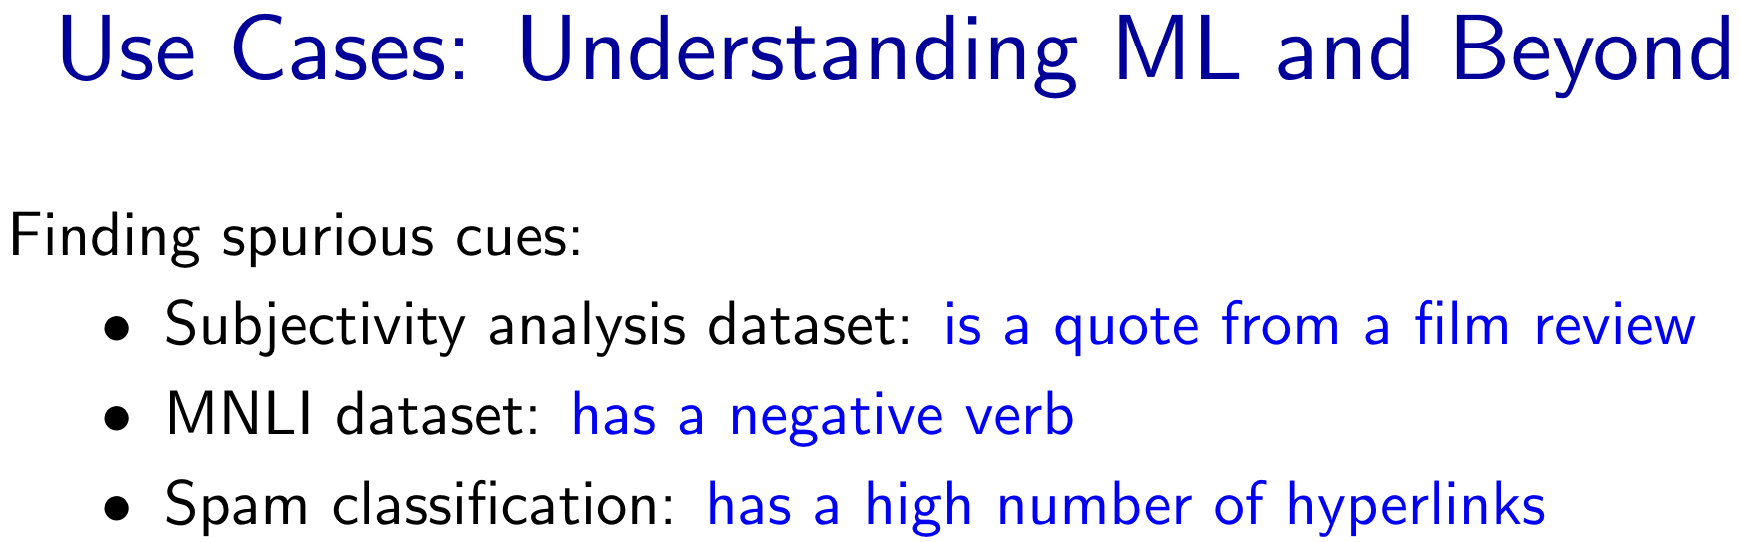 Use Cases: Understanding ML and Beyond
Finding spurious cues:
• Subjectivity analysis dataset: is a quote from a film review
• MNLI dataset: has a negative verb
• Spam classification: has a high number of hyperlinks